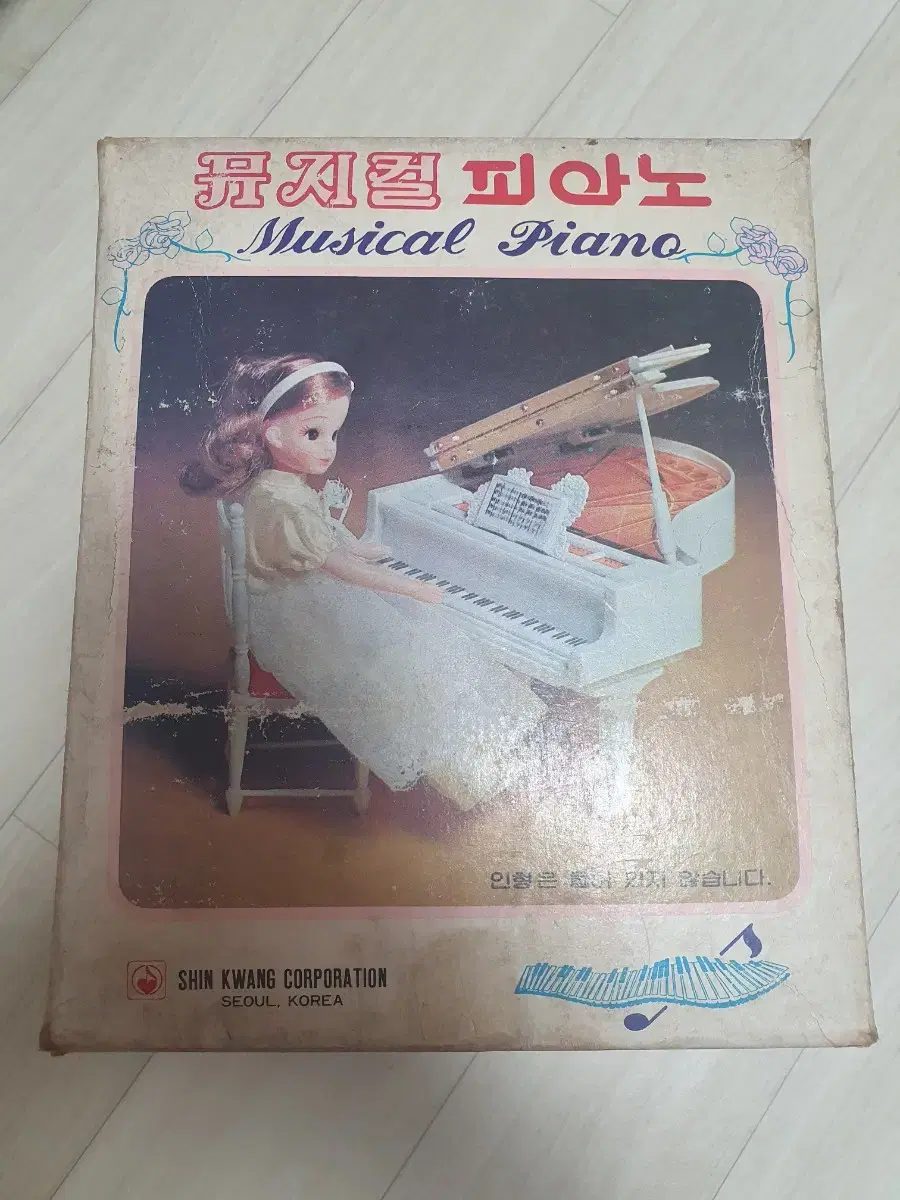 뮤지컬 피아노
Musical Piano
인형은 들어 있지 않습니다.
SHIN KWANG CORPORATION
SEOUL, KOREA